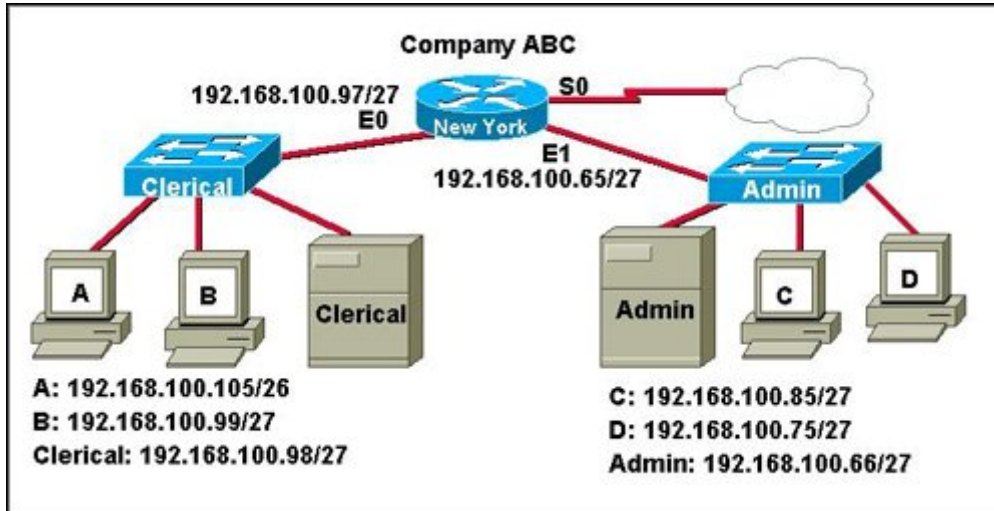 Company ABC
192.168.100.97/27
S0
E0
New York
E1
192.168.100.65/27
Clerical
Admin
A
B
Clerical
Admin
C
D
A: 192.168.100.105/26
B: 192.168.100.99/27
Clerical: 192.168.100.98/27
C: 192.168.100.85/27
D: 192.168.100.75/27
Admin: 192.168.100.66/27